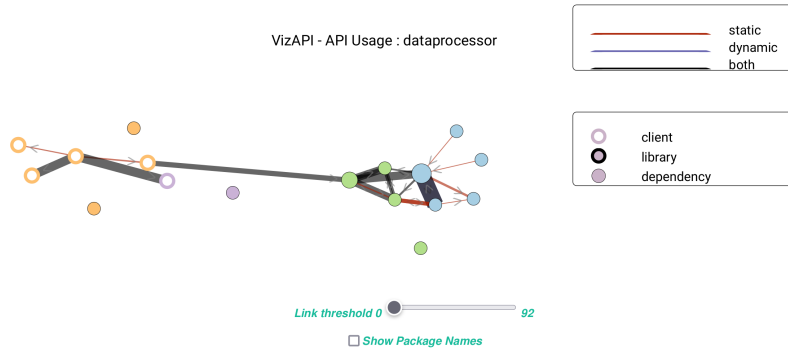 VizAPI - API Usage : dataprocessor
static
dynamic
both
client
library
dependency
Link threshold 0
92
Show Package Names